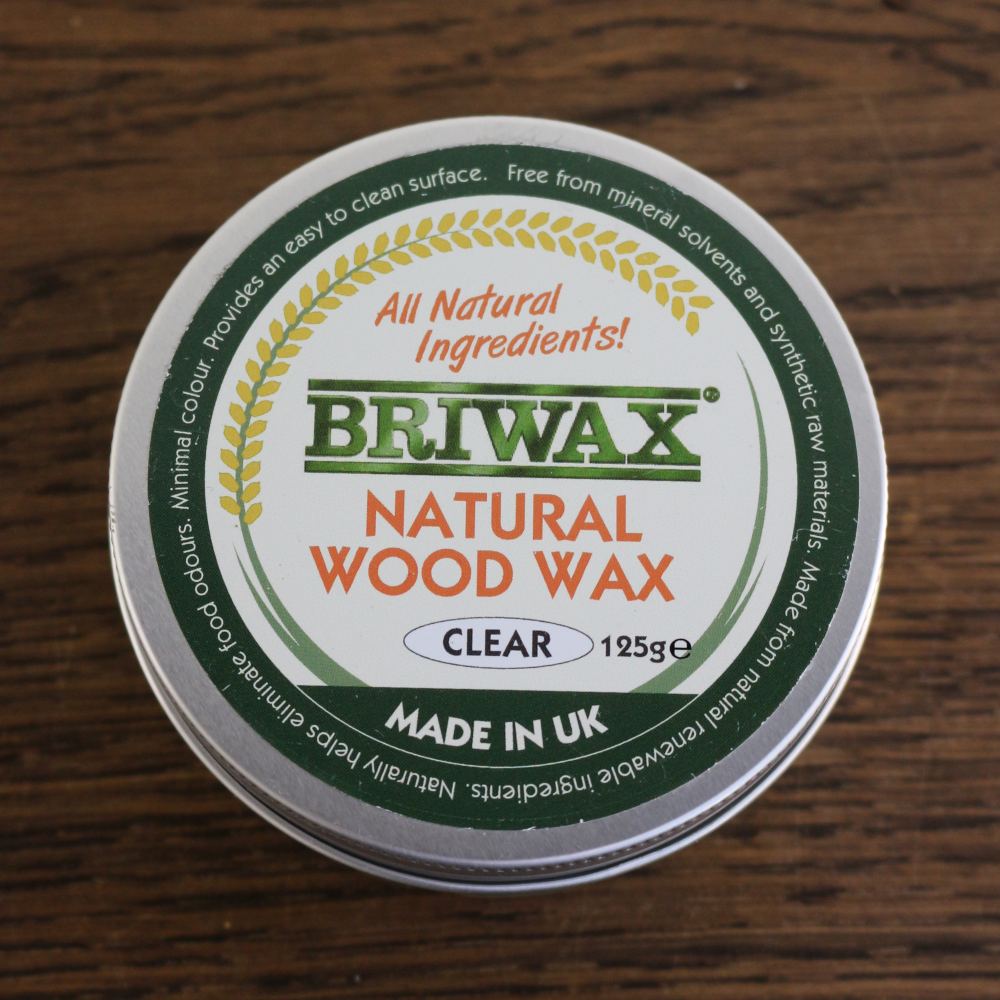 All Natural
Ingredients!
BRIWAX®
NATURAL
WOOD WAX
CLEAR 125g℮
MADE IN UK
Free from mineral solvents and synthetic raw materials. Made from natural renewable ingredients. Naturally helps eliminate food odours. Minimal colour. Provides an easy to clean surface.